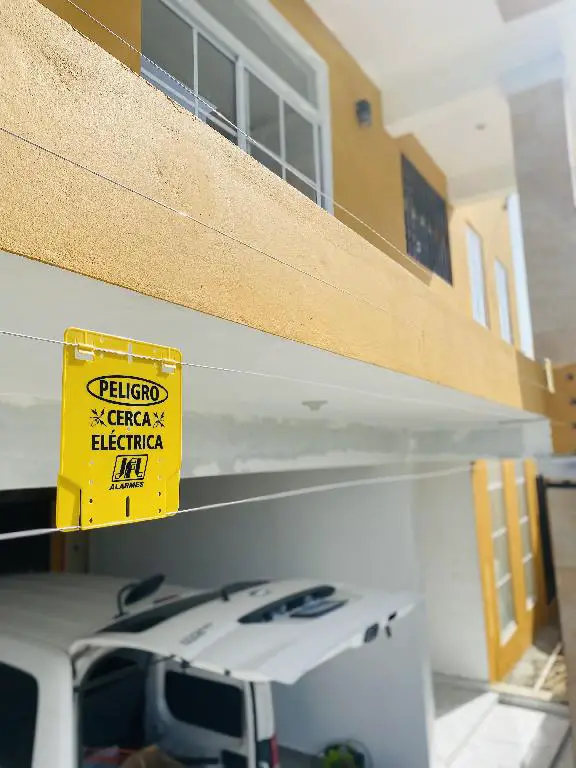 PELIGRO
CERCA
ELÉCTRICA
JFL
ALARMES